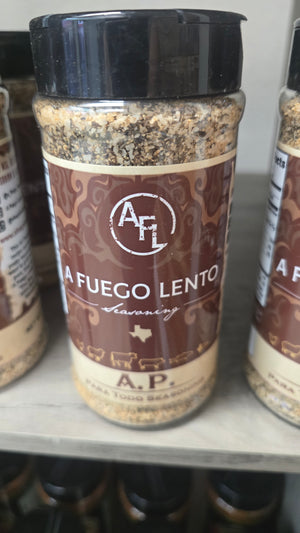 AFL
A FUEGO LENTO
Seasoning
A.P.
PARA TODO SEASONING